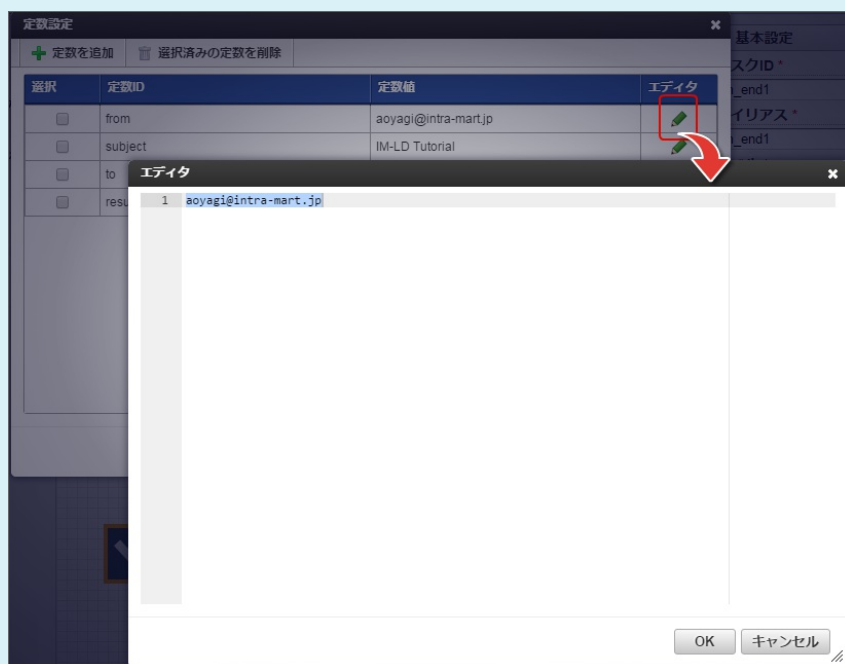 定数設定
定数を追加 選択済みの定数を削除
選択 定数ID 定数値 エディタ
from aoyagi@intra-mart.jp
subject IM-LD Tutorial
to
resu
基本設定
スクID *
_end1
イリアス *
_end1
エディタ
1 aoyagi@intra-mart.jp
OK キャンセル